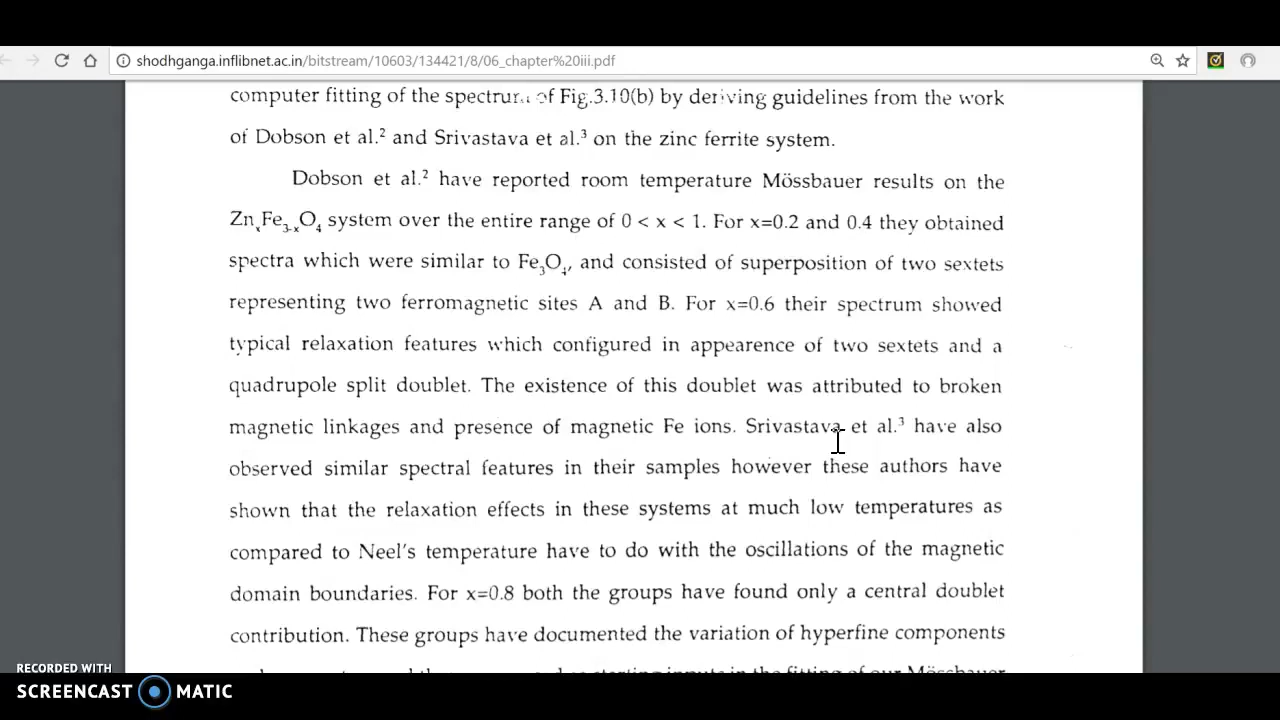 shodhganga.inflibnet.ac.in/bitstream/10603/134421/8/06_chapter%20iii.pdf
computer fitting of the spectrum of Fig.3.10(b) by deriving guidelines from the work
of Dobson et al.² and Srivastava et al.³ on the zinc ferrite system.
Dobson et al.² have reported room temperature Mössbauer results on the
ZnₓFe₃₋ₓO₄ system over the entire range of 0 < x < 1. For x=0.2 and 0.4 they obtained
spectra which were similar to Fe₃O₄, and consisted of superposition of two sextets
representing two ferromagnetic sites A and B. For x=0.6 their spectrum showed
typical relaxation features which configured in appearence of two sextets and a
quadrupole split doublet. The existence of this doublet was attributed to broken
magnetic linkages and presence of magnetic Fe ions. Srivastava et al.³ have also
observed similar spectral features in their samples however these authors have
shown that the relaxation effects in these systems at much low temperatures as
compared to Neel's temperature have to do with the oscillations of the magnetic
domain boundaries. For x=0.8 both the groups have found only a central doublet
contribution. These groups have documented the variation of hyperfine components
starting inputs in the fitting of our Mössbauer
RECORDED WITH
SCREENCAST MATIC